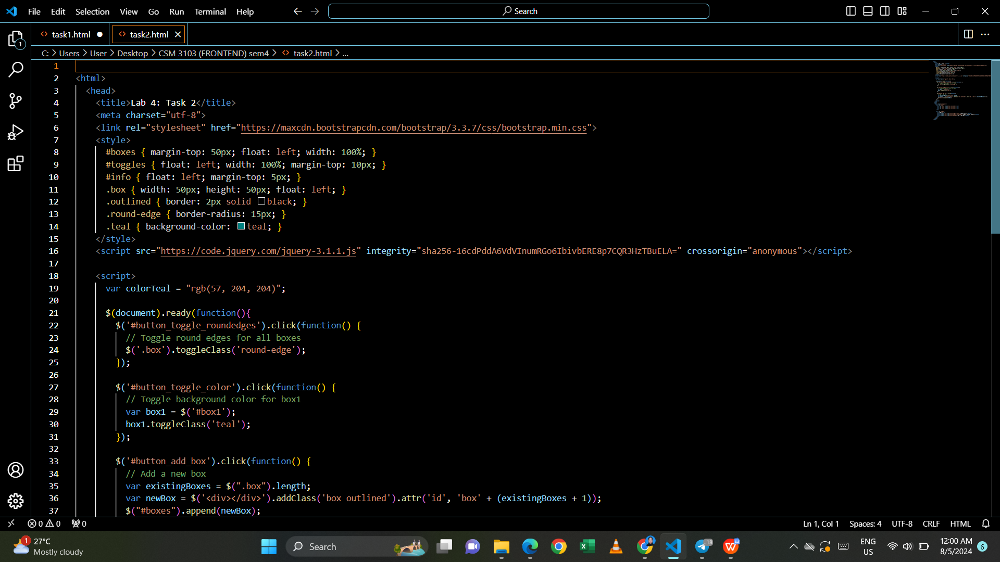 File Edit Selection View Go Run Terminal Help
Search
task1.html
task2.html
C: > Users > User > Desktop > CSM 3103 (FRONTEND) sem4 > task2.html > ...
1
2 <html>
3 <head>
4 <title>Lab 4: Task 2</title>
5 <meta charset="utf-8">
6 <link rel="stylesheet" href="https://maxcdn.bootstrapcdn.com/bootstrap/3.3.7/css/bootstrap.min.css">
7 <style>
8 #boxes { margin-top: 50px; float: left; width: 100%; }
9 #toggles { float: left; width: 100%; margin-top: 10px; }
10 #info { float: left; margin-top: 5px; }
11 .box { width: 50px; height: 50px; float: left; }
12 .outlined { border: 2px solid black; }
13 .round-edge { border-radius: 15px; }
14 .teal { background-color: teal; }
15 </style>
16 <script src="https://code.jquery.com/jquery-3.1.1.js" integrity="sha256-16cdPddA6VdVInumRGo6IbivbERE8p7CQR3HzTBuELA=" crossorigin="anonymous"></script>
17
18 <script>
19 var colorTeal = "rgb(57, 204, 204)";
20
21 $(document).ready(function(){
22 $('#button_toggle_roundedges').click(function() {
23 // Toggle round edges for all boxes
24 $('.box').toggleClass('round-edge');
25 });
26
27 $('#button_toggle_color').click(function() {
28 // Toggle background color for box1
29 var box1 = $('#box1');
30 box1.toggleClass('teal');
31 });
32
33 $('#button_add_box').click(function() {
34 // Add a new box
35 var existingBoxes = $(".box").length;
36 var newBox = $('<div></div>').addClass('box outlined').attr('id', 'box' + (existingBoxes + 1));
37 $("#boxes").append(newBox);
1
0 0 0
Ln 1, Col 1 Spaces: 4 UTF-8 CRLF HTML
1 27°C
Mostly cloudy
Search
18
ENG
US
12:00 AM
8/5/2024
6